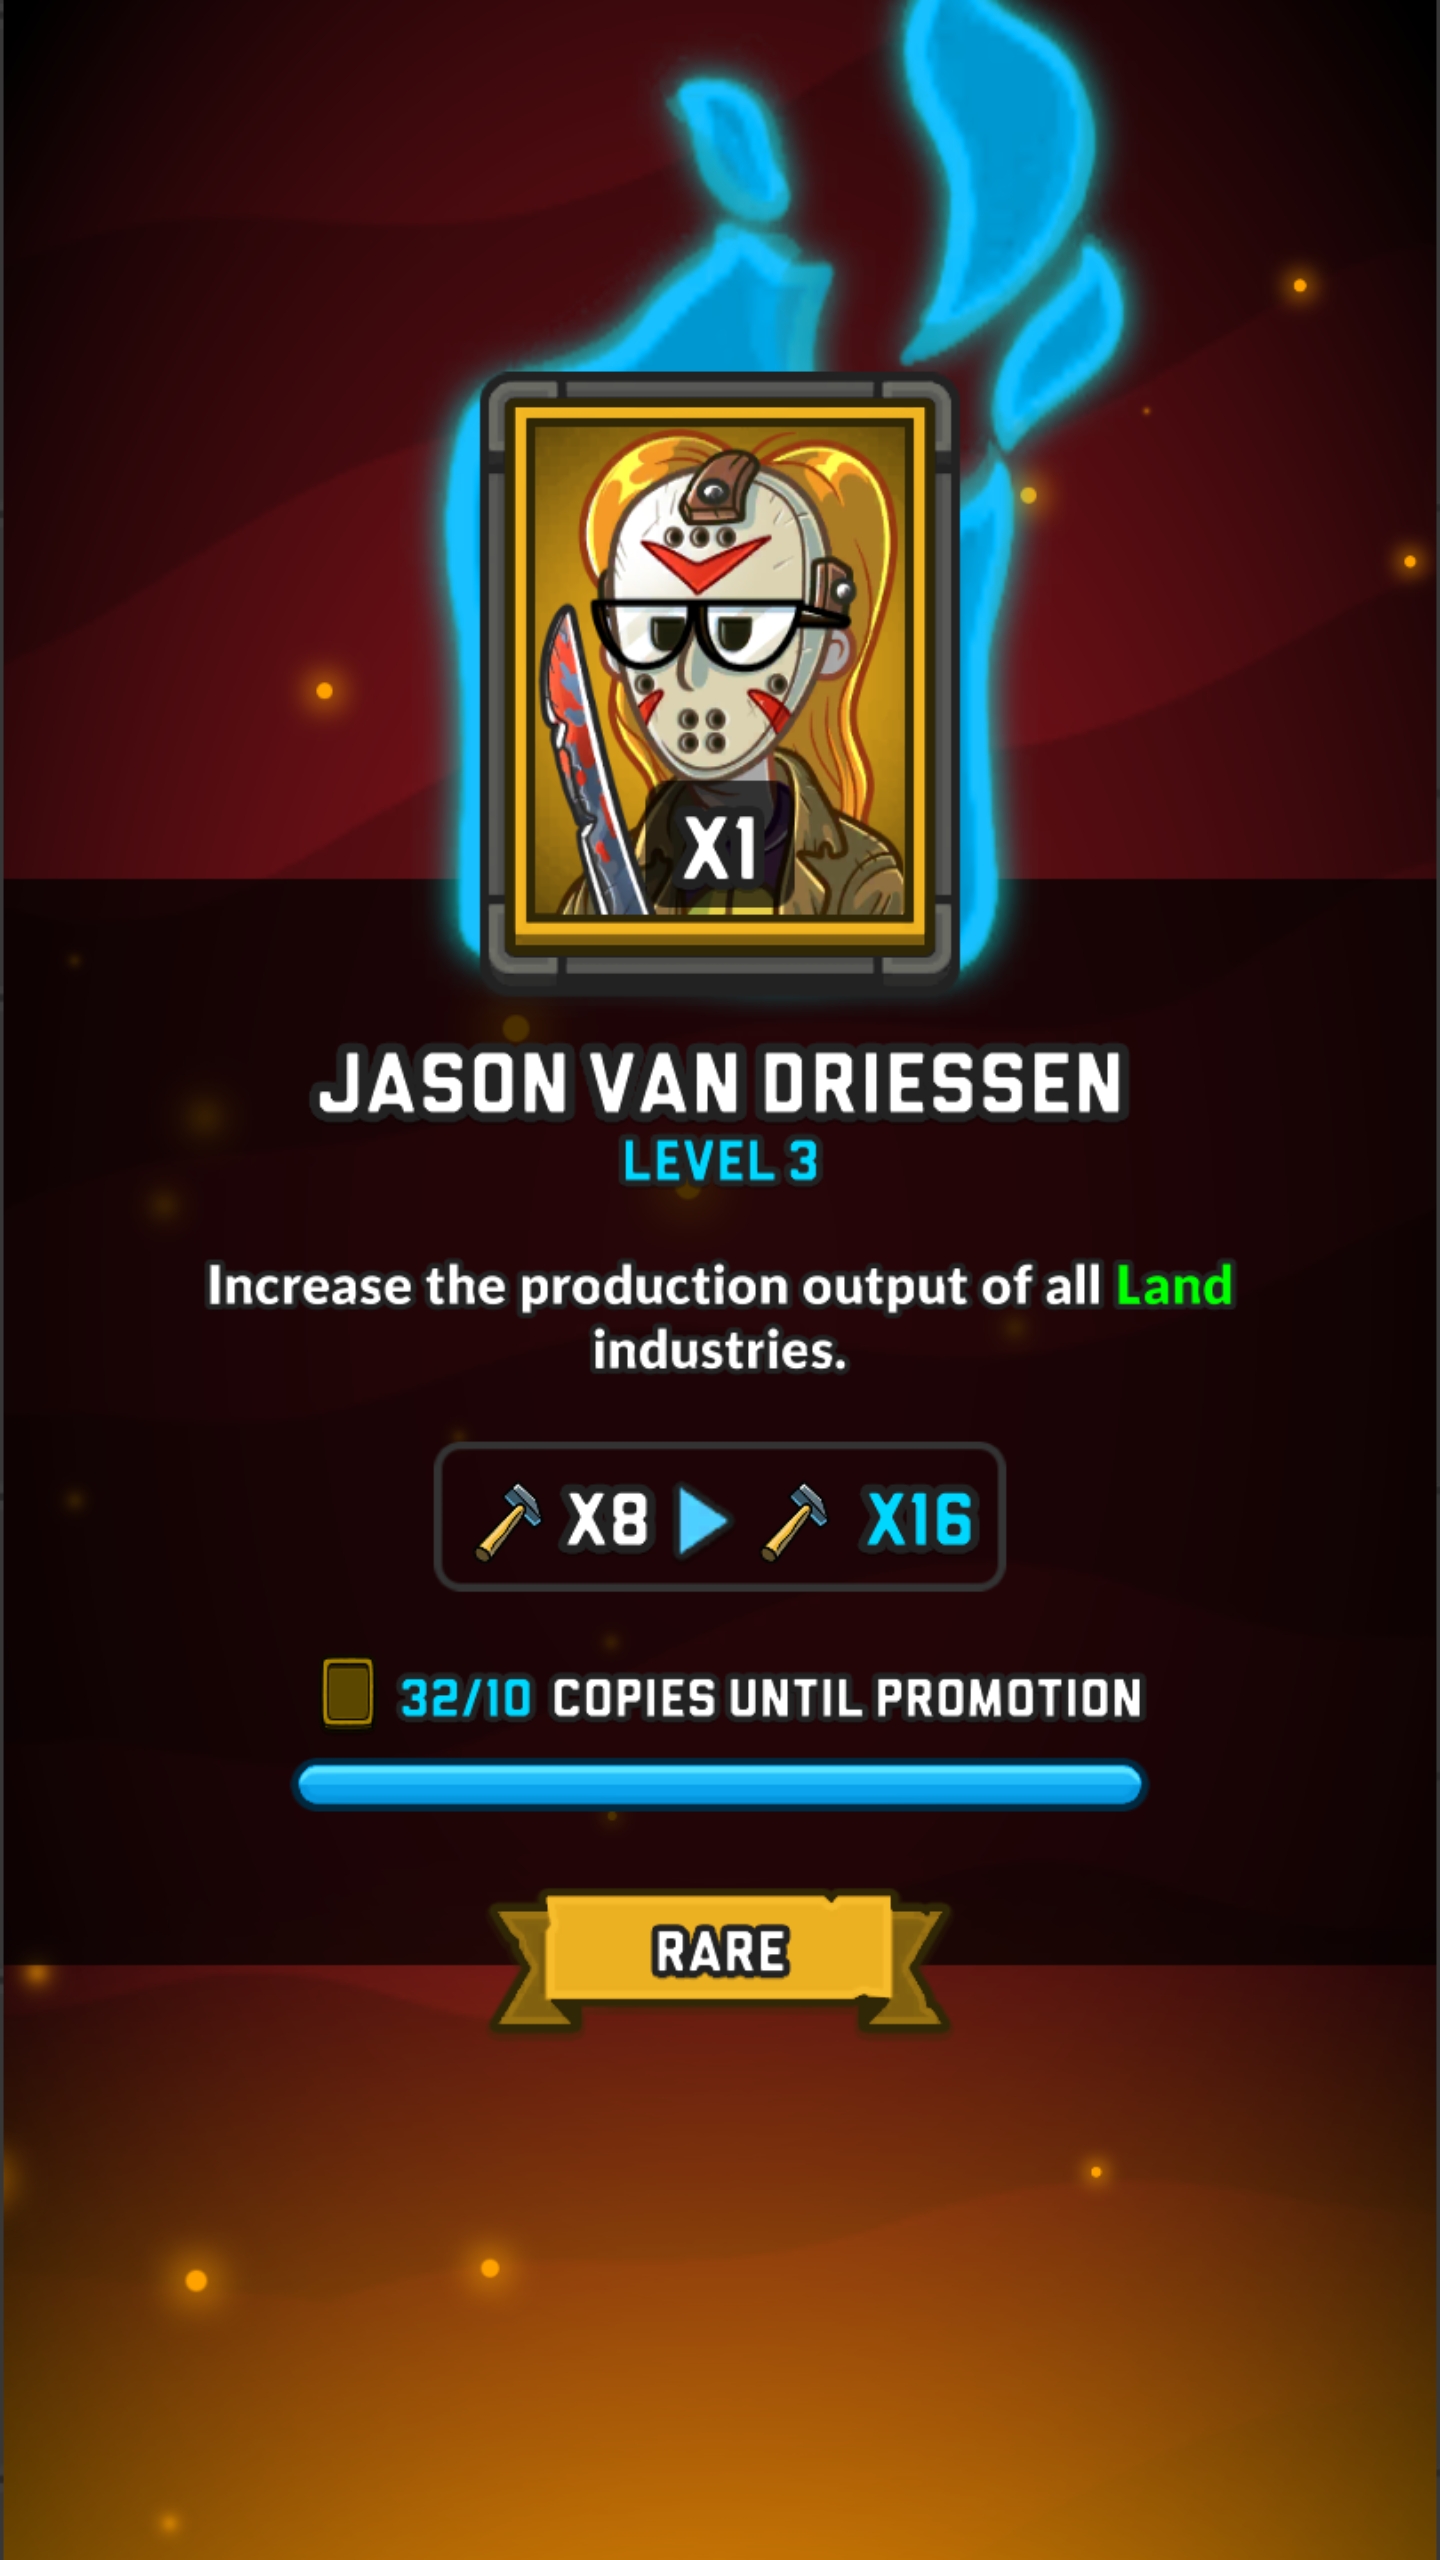 X1
JASON VAN DRIESSEN
LEVEL 3
Increase the production output of all Land
industries.
X8 X16
32/10 COPIES UNTIL PROMOTION
RARE